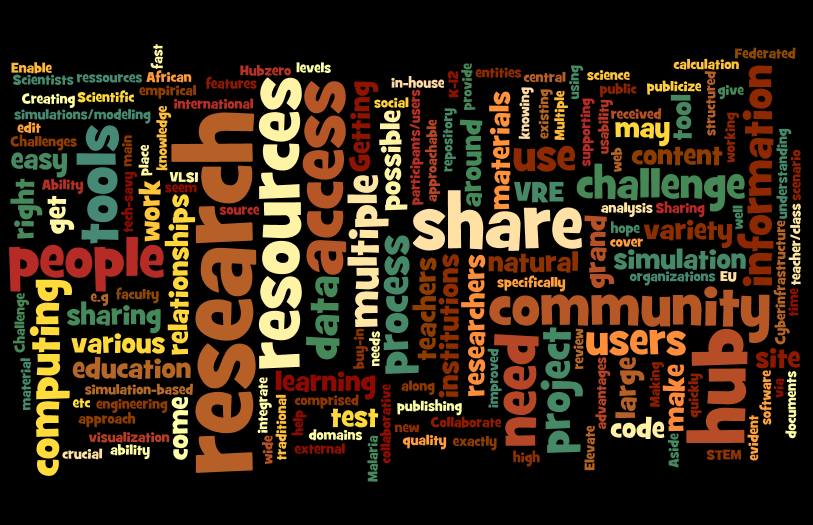 Enable
Scientists
ressources
African
fast
Hubzero
levels
features
empirical
Creating
Scientific
international
simulations/modeling
knowledge
edit
Challenges
tools
place
main
easy
Ability
tech-savy
work
VLSI
seem
right
get
source
people
relationships
research
resources
access
data
Getting
in-house
social
possible
participants/users
approachable
K-12
repository
provide
entities
central
using
science
calculation
Federated
public
publicize
structured
give
around
materials
knowing
existing
Multiple
supporting
usability
received
web
may
tool
working
information
use
content
VRE
challenge
understanding
scenario
multiple
share
analysis
Sharing
well
grand
hope
cover
variety
process
teachers
institutions
researchers
natural
specifically
simulation
organizations
EU
Cyberinfrastructure
teacher/class
time
community
e.g
faculty
sharing
computing
various
Challenge
material
education
simulation-based
etc
engineering
approach
visualization
crucial
ability
come
integrate
wide
traditional
learning
comprised
help
test
domains
external
buy-in
needs
Malaria
collaborative
along
publishing
new
Collaborate
quality
exactly
improved
need
high
project
review
users
advantages
Elevate
large
code
Making
make
Aside
quickly
hub
STEM
site
via
software
evident
documents